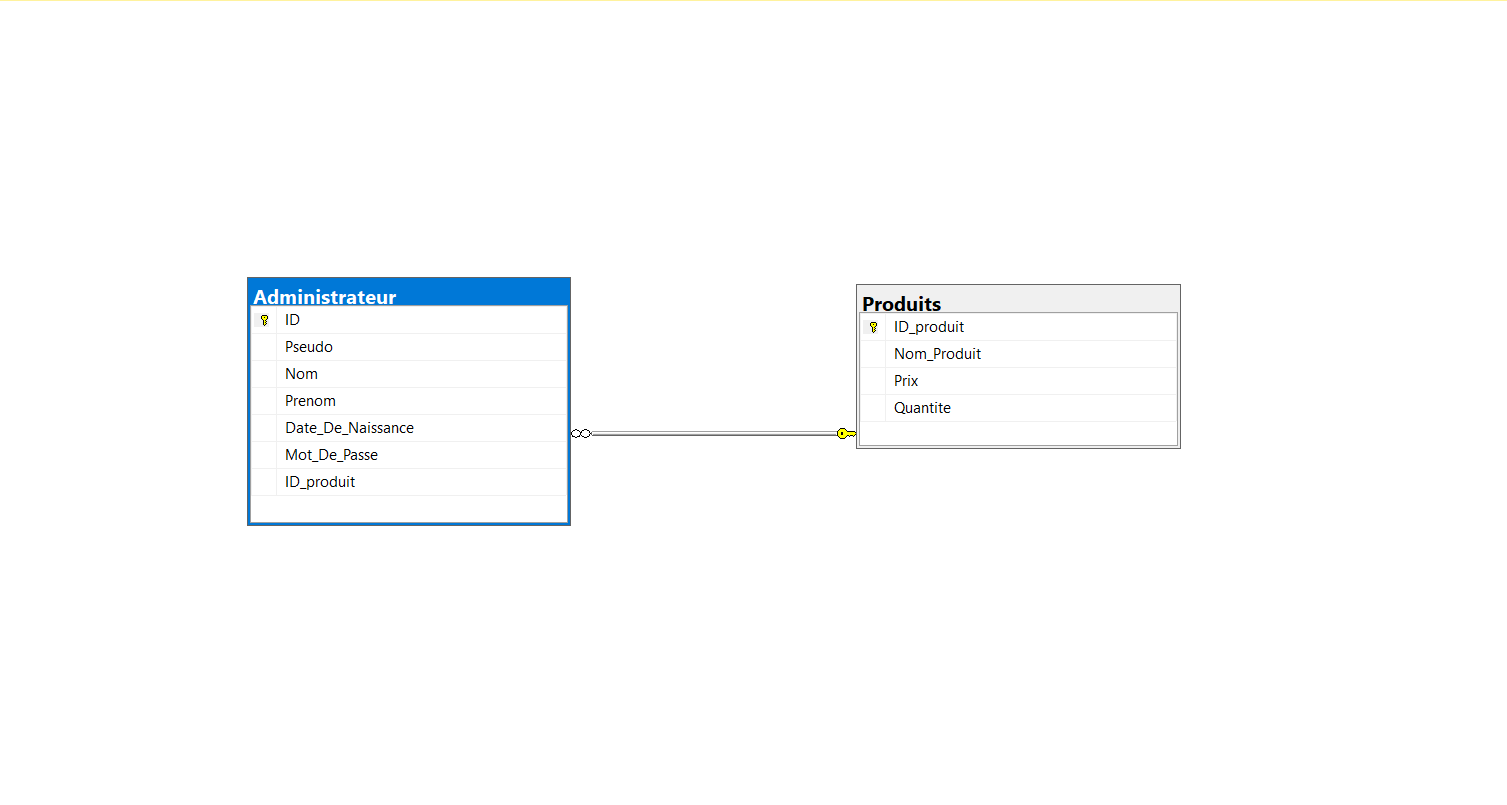 Administrateur
ID
Pseudo
Nom
Prenom
Date_De_Naissance
Mot_De_Passe
ID_produit
Produits
ID_produit
Nom_Produit
Prix
Quantite